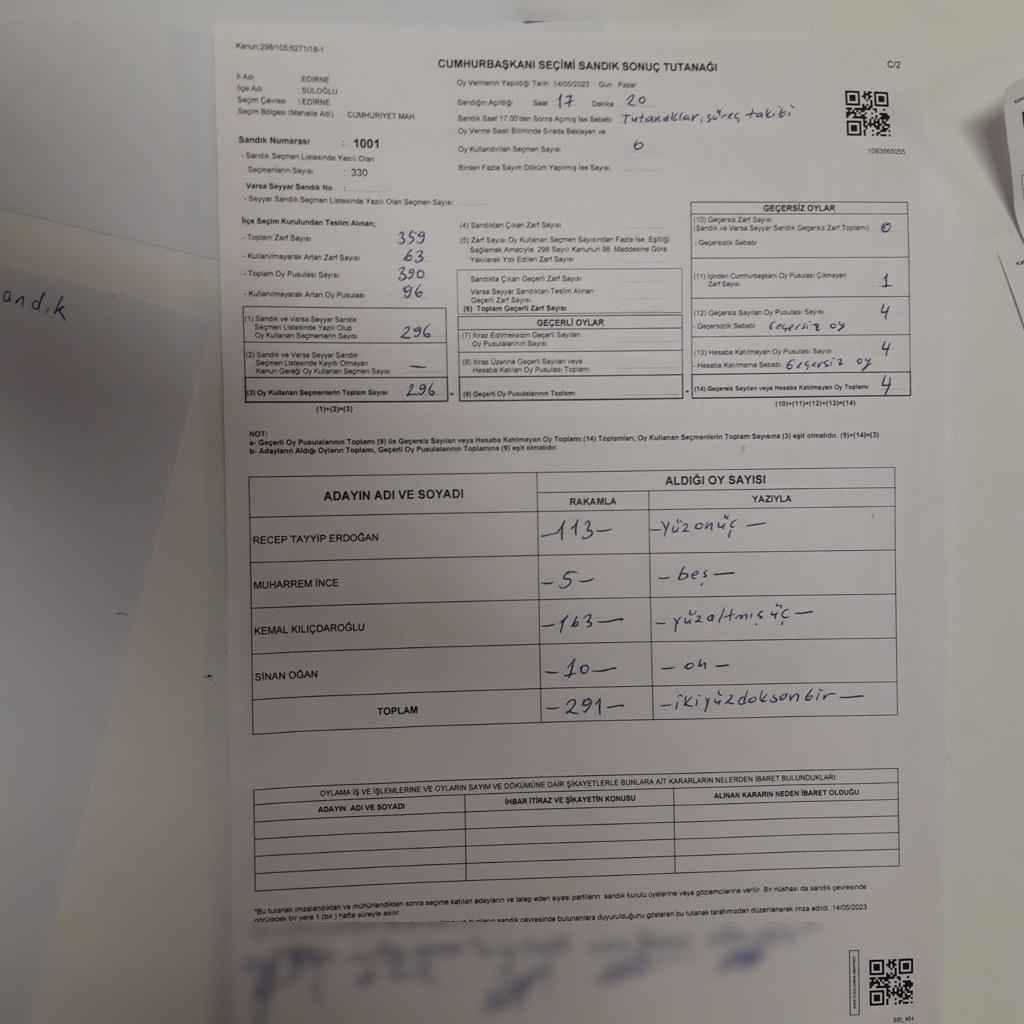 andık
Kanun:298/105,6271/18-1
CUMHURBAŞKANI SEÇİMİ SANDIK SONUÇ TUTANAĞI
C/2
İl Adı : EDİRNE
İlçe Adı : SÜLOĞLU
Seçim Çevresi : EDİRNE
Seçim Bölgesi (Mahalle Adı) CUMHURİYET MAH
Oy Vermenin Yapıldığı Tarih 14/05/2023 Gün Pazar
Sandığın Açıldığı Saat 17 Dakika 20
Sandık Saat 17.00'den Sonra Açılmış İse Sebebi Tutanaklar, süreç takibi
Oy Verme Saati Bitiminde Sırada Bekleyen ve
Oy Kullandırılan Seçmen Sayısı 6
Birden Fazla Sayım Döküm Yapılmış İse Sayısı
Sandık Numarası : 1001
- Sandık Seçmen Listesinde Yazılı Olan
Seçmenlerin Sayısı : 330
Varsa Seyyar Sandık No :
- Seyyar Sandık Seçmen Listesinde Yazılı Olan Seçmen Sayısı
İlçe Seçim Kurulundan Teslim Alınan;
- Toplam Zarf Sayısı 359
- Kullanılmayarak Artan Zarf Sayısı 63
- Toplam Oy Pusulası Sayısı 390
- Kullanılmayarak Artan Oy Pusulası 96
(1) Sandık ve Varsa Seyyar Sandık
Seçmen Listesinde Yazılı Olup
Oy Kullanan Seçmenlerin Sayısı 296
(2) Sandık ve Varsa Seyyar Sandık
Seçmen Listesinde Kayıtlı Olmayan
Kanun Gereği Oy Kullanan Seçmen Sayısı —
(3) Oy Kullanan Seçmenlerin Toplam Sayısı 296
(1)+(2)=(3)
(4) Sandıktan Çıkan Zarf Sayısı
(5) Zarf Sayısı Oy Kullanan Seçmen Sayısından Fazla İse, Eşitliği
Sağlamak Amacıyla, 298 Sayılı Kanunun 98. Maddesine Göre
Yakılarak Yok Edilen Zarf Sayısı
Sandıkta Çıkan Geçerli Zarf Sayısı
Varsa Seyyar Sandıktan Teslim Alınan
Geçerli Zarf Sayısı
(6) Toplam Geçerli Zarf Sayısı
GEÇERLİ OYLAR
(7) İtiraz Edilmeksizin Geçerli Sayılan
Oy Pusulalarının Sayısı
(8) İtiraz Üzerine Geçerli Sayılan veya
Hesaba Katılan Oy Pusulası Toplamı
(9) Geçerli Oy Pusulalarının Toplamı
GEÇERSİZ OYLAR
(10) Geçersiz Zarf Sayısı
(Sandık ve Varsa Seyyar Sandık Geçersiz Zarf Toplamı) 0
- Geçersizlik Sebebi
(11) İçinden Cumhurbaşkanı Oy Pusulası Çıkmayan
Zarf Sayısı 1
(12) Geçersiz Sayılan Oy Pusulası Sayısı 4
- Geçersizlik Sebebi Geçersiz oy
(13) Hesaba Katılmayan Oy Pusulası Sayısı 4
- Hesaba Katılmama Sebebi Geçersiz oy
(14) Geçersiz Sayılan veya Hesaba Katılmayan Oy Toplamı 4
(10)+(11)+(12)+(13)=(14)
NOT:
a- Geçerli Oy Pusulalarının Toplamı (9) ile Geçersiz Sayılan veya Hesaba Katılmayan Oy Toplamı (14) Toplamları, Oy Kullanan Seçmenlerin Toplam Sayısına (3) eşit olmalıdır. (9)+(14)=(3)
b- Adayların Aldığı Oyların Toplamı, Geçerli Oy Pusulalarının Toplamına (9) eşit olmalıdır.
ADAYIN ADI VE SOYADI
ALDIĞI OY SAYISI
RAKAMLA YAZIYLA
RECEP TAYYİP ERDOĞAN -113- -yüzonüç-
MUHARREM İNCE -5- -beş-
KEMAL KILIÇDAROĞLU -163- -yüzaltmışüç-
SİNAN OĞAN -10- -on-
TOPLAM -291- -ikiyüzdoksanbir-
OYLAMA İŞ VE İŞLEMLERİNE VE OYLARIN SAYIM VE DÖKÜMÜNE DAİR ŞİKAYETLERLE BUNLARA AİT KARARLARIN NELERDEN İBARET BULUNDUKLARI
ADAYIN ADI VE SOYADI İHBAR İTİRAZ VE ŞİKAYETİN KONUSU ALINAN KARARIN NEDEN İBARET OLDUĞU
*Bu tutanak imzalandıktan ve mühürlendikten sonra seçime katılan adayların ve talep eden siyasi partilerin sandık kurulu üyelerine veya gözlemcilerine verilir. Bir nüshası da sandık çevresinde
görülecek bir yere 1 (bir) hafta süreyle asılır.
sandık çevresinde bulunanlara duyurulduğunu gösteren bu tutanak tarafımızdan düzenlenerek imza edildi. 14/05/2023